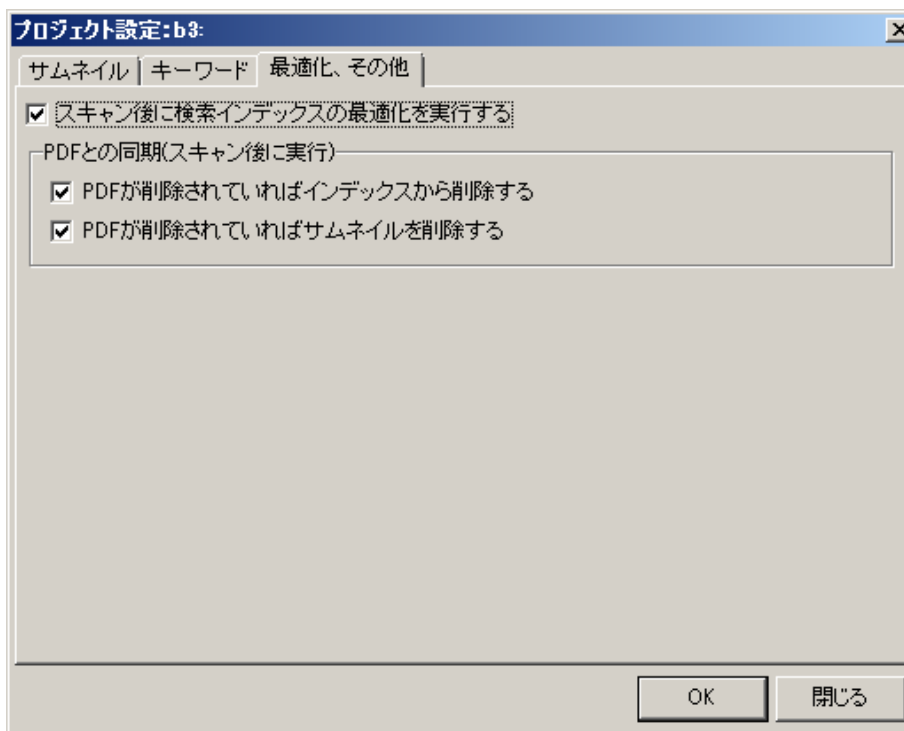 プロジェクト設定:b3:
サムネイル キーワード 最適化、その他
スキャン後に検索インデックスの最適化を実行する
PDFとの同期(スキャン後に実行)
PDFが削除されていればインデックスから削除する
PDFが削除されていればサムネイルを削除する
OK 閉じる